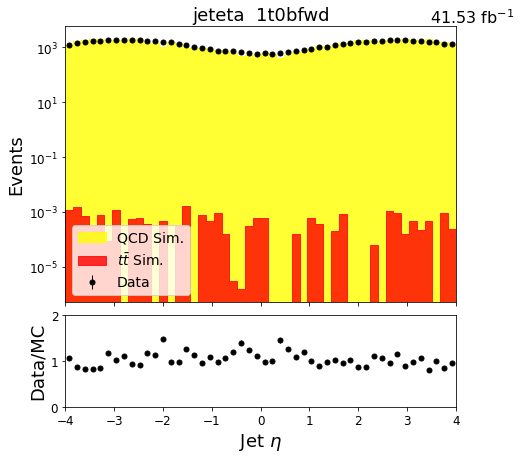 jeteta 1t0bfwd
41.53 fb⁻¹
Events
10³
10¹
10⁻¹
10⁻³
10⁻⁵
QCD Sim.
tt̄ Sim.
Data
Data/MC
2
1
0
−4 −3 −2 −1 0 1 2 3 4
Jet η